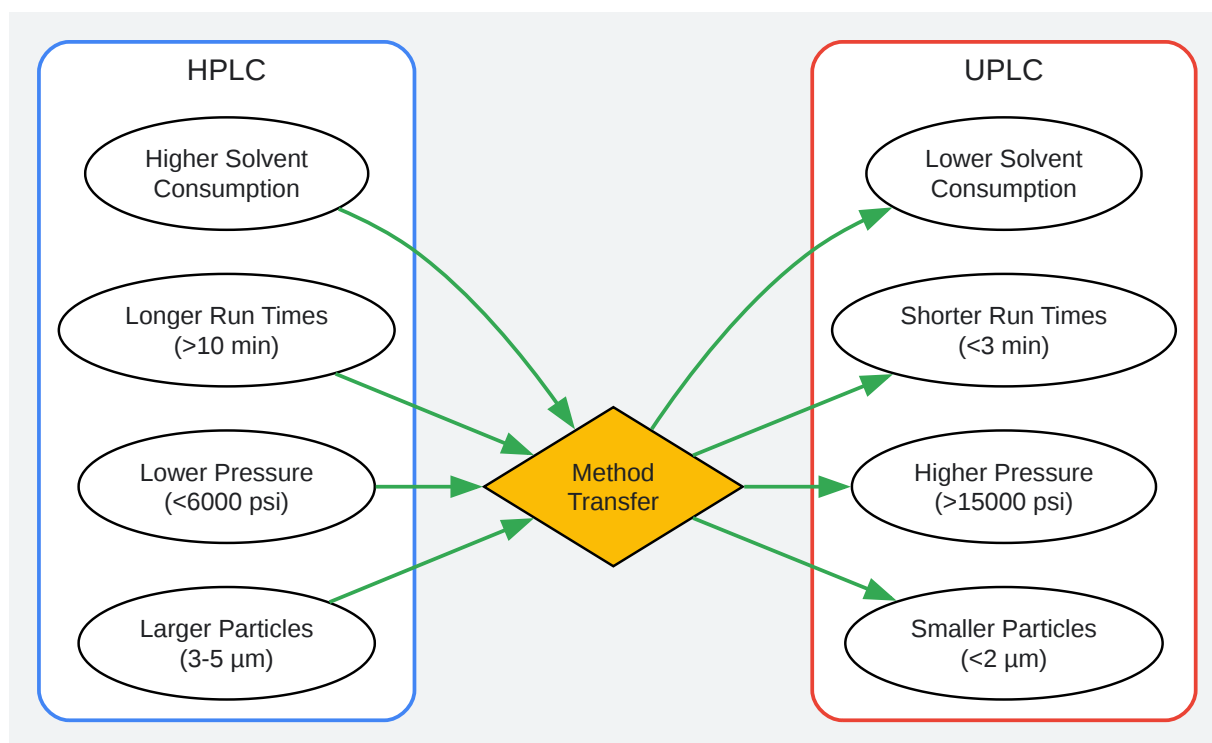 HPLC
Higher Solvent
Consumption
Longer Run Times
(>10 min)
Lower Pressure
(<6000 psi)
Larger Particles
(3-5 µm)
Method
Transfer
UPLC
Lower Solvent
Consumption
Shorter Run Times
(<3 min)
Higher Pressure
(>15000 psi)
Smaller Particles
(<2 µm)